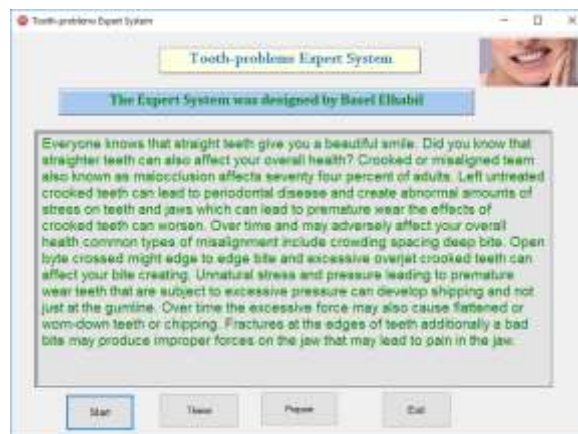 Tooth-problems Expert System
Tooth-problems Expert System
The Expert System was designed by Basel Elhabil
Everyone knows that straight teeth give you a beautiful smile. Did you know that
straighter teeth can also affect your overall health? Crooked or misaligned team
also known as malocclusion affects seventy four percent of adults. Left untreated
crooked teeth can lead to periodontal disease and create abnormal amounts of
stress on teeth and jaws which can lead to premature wear the effects of
crooked teeth can worsen. Over time and may adversely affect your overall
health common types of misalignment include crowding spacing deep bite. Open
byte crossed might edge to edge bite and excessive overjet crooked teeth can
affect your bite creating. Unnatural stress and pressure leading to premature
wear teeth that are subject to excessive pressure can develop shipping and not
just at the gumline. Over time the excessive force may also cause flattened or
worn-down teeth or chipping. Fractures at the edges of teeth additionally a bad
bite may produce improper forces on the jaw that may lead to pain in the jaw.
Start
Exit